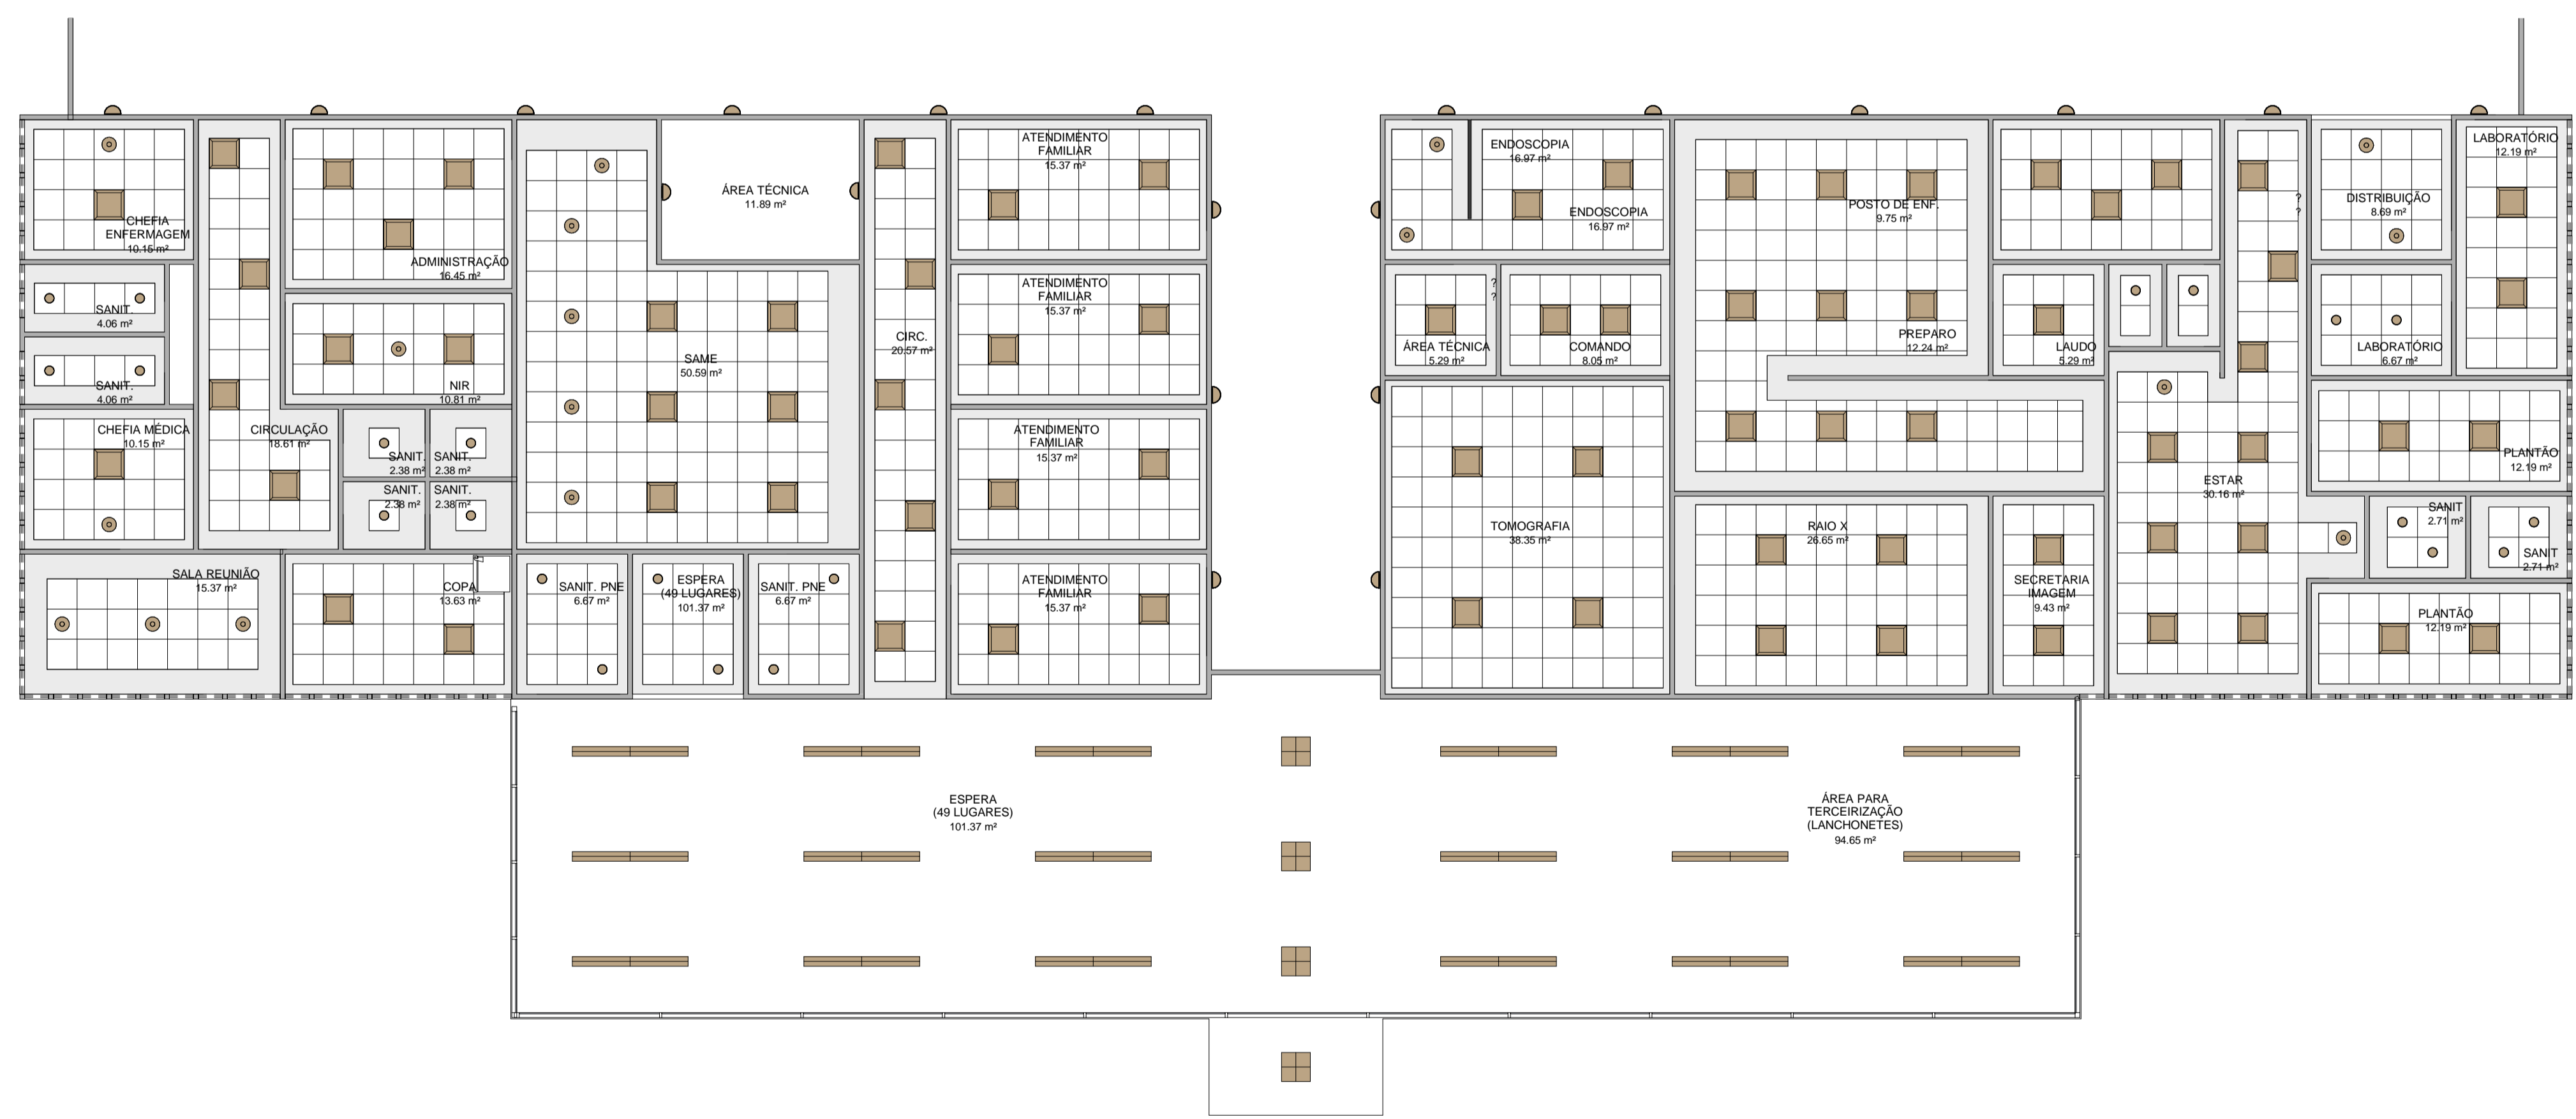 CHEFIA
ENFERMAGEM
10.15 m²
SANIT.
4.06 m²
SANIT.
4.06 m²
CHEFIA MÉDICA
10.15 m²
SALA REUNIÃO
15.37 m²
CIRCULAÇÃO
18.61 m²
ADMINISTRAÇÃO
16.45 m²
NIR
10.81 m²
SANIT.
2.38 m²
SANIT.
2.38 m²
SANIT.
2.38 m²
SANIT.
2.38 m²
COPA
13.63 m²
ÁREA TÉCNICA
11.89 m²
SAME
50.59 m²
SANIT. PNE
6.67 m²
ESPERA
(49 LUGARES)
101.37 m²
SANIT. PNE
6.67 m²
CIRC.
20.57 m²
ATENDIMENTO
FAMILIAR
15.37 m²
ATENDIMENTO
FAMILIAR
15.37 m²
ATENDIMENTO
FAMILIAR
15.37 m²
ATENDIMENTO
FAMILIAR
15.37 m²
ENDOSCOPIA
16.97 m²
ENDOSCOPIA
16.97 m²
ÁREA TÉCNICA
5.29 m²
?
?
COMANDO
8.05 m²
TOMOGRAFIA
38.35 m²
POSTO DE ENF.
9.75 m²
PREPARO
12.24 m²
RAIO X
26.65 m²
LAUDO
5.29 m²
SECRETARIA
IMAGEM
9.43 m²
?
?
ESTAR
30.16 m²
DISTRIBUIÇÃO
8.69 m²
LABORATÓRIO
12.19 m²
LABORATÓRIO
6.67 m²
PLANTÃO
12.19 m²
SANIT
2.71 m²
SANIT
2.71 m²
PLANTÃO
12.19 m²
ESPERA
(49 LUGARES)
101.37 m²
ÁREA PARA
TERCEIRIZAÇÃO
(LANCHONETES)
94.65 m²